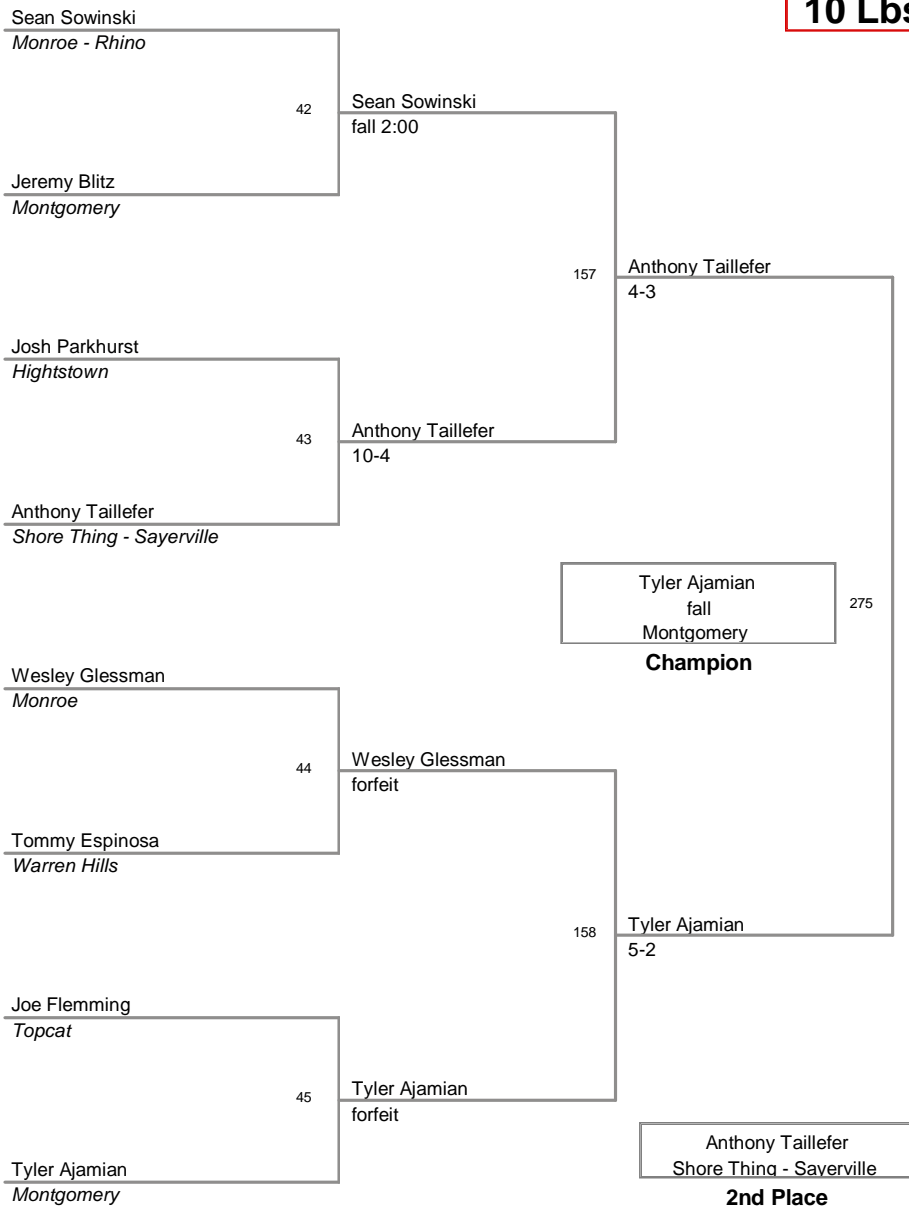 10 Lbs
Sean Sowinski
Monroe - Rhino
42
Sean Sowinski
fall 2:00
Jeremy Blitz
Montgomery
157
Anthony Taillefer
4-3
Josh Parkhurst
Hightstown
43
Anthony Taillefer
10-4
Anthony Taillefer
Shore Thing - Sayerville
Tyler Ajamian
fall
Montgomery
275
Champion
Wesley Glessman
Monroe
44
Wesley Glessman
forfeit
Tommy Espinosa
Warren Hills
158
Tyler Ajamian
5-2
Joe Flemming
Topcat
45
Tyler Ajamian
forfeit
Tyler Ajamian
Montgomery
Anthony Taillefer
Shore Thing - Sayerville
2nd Place